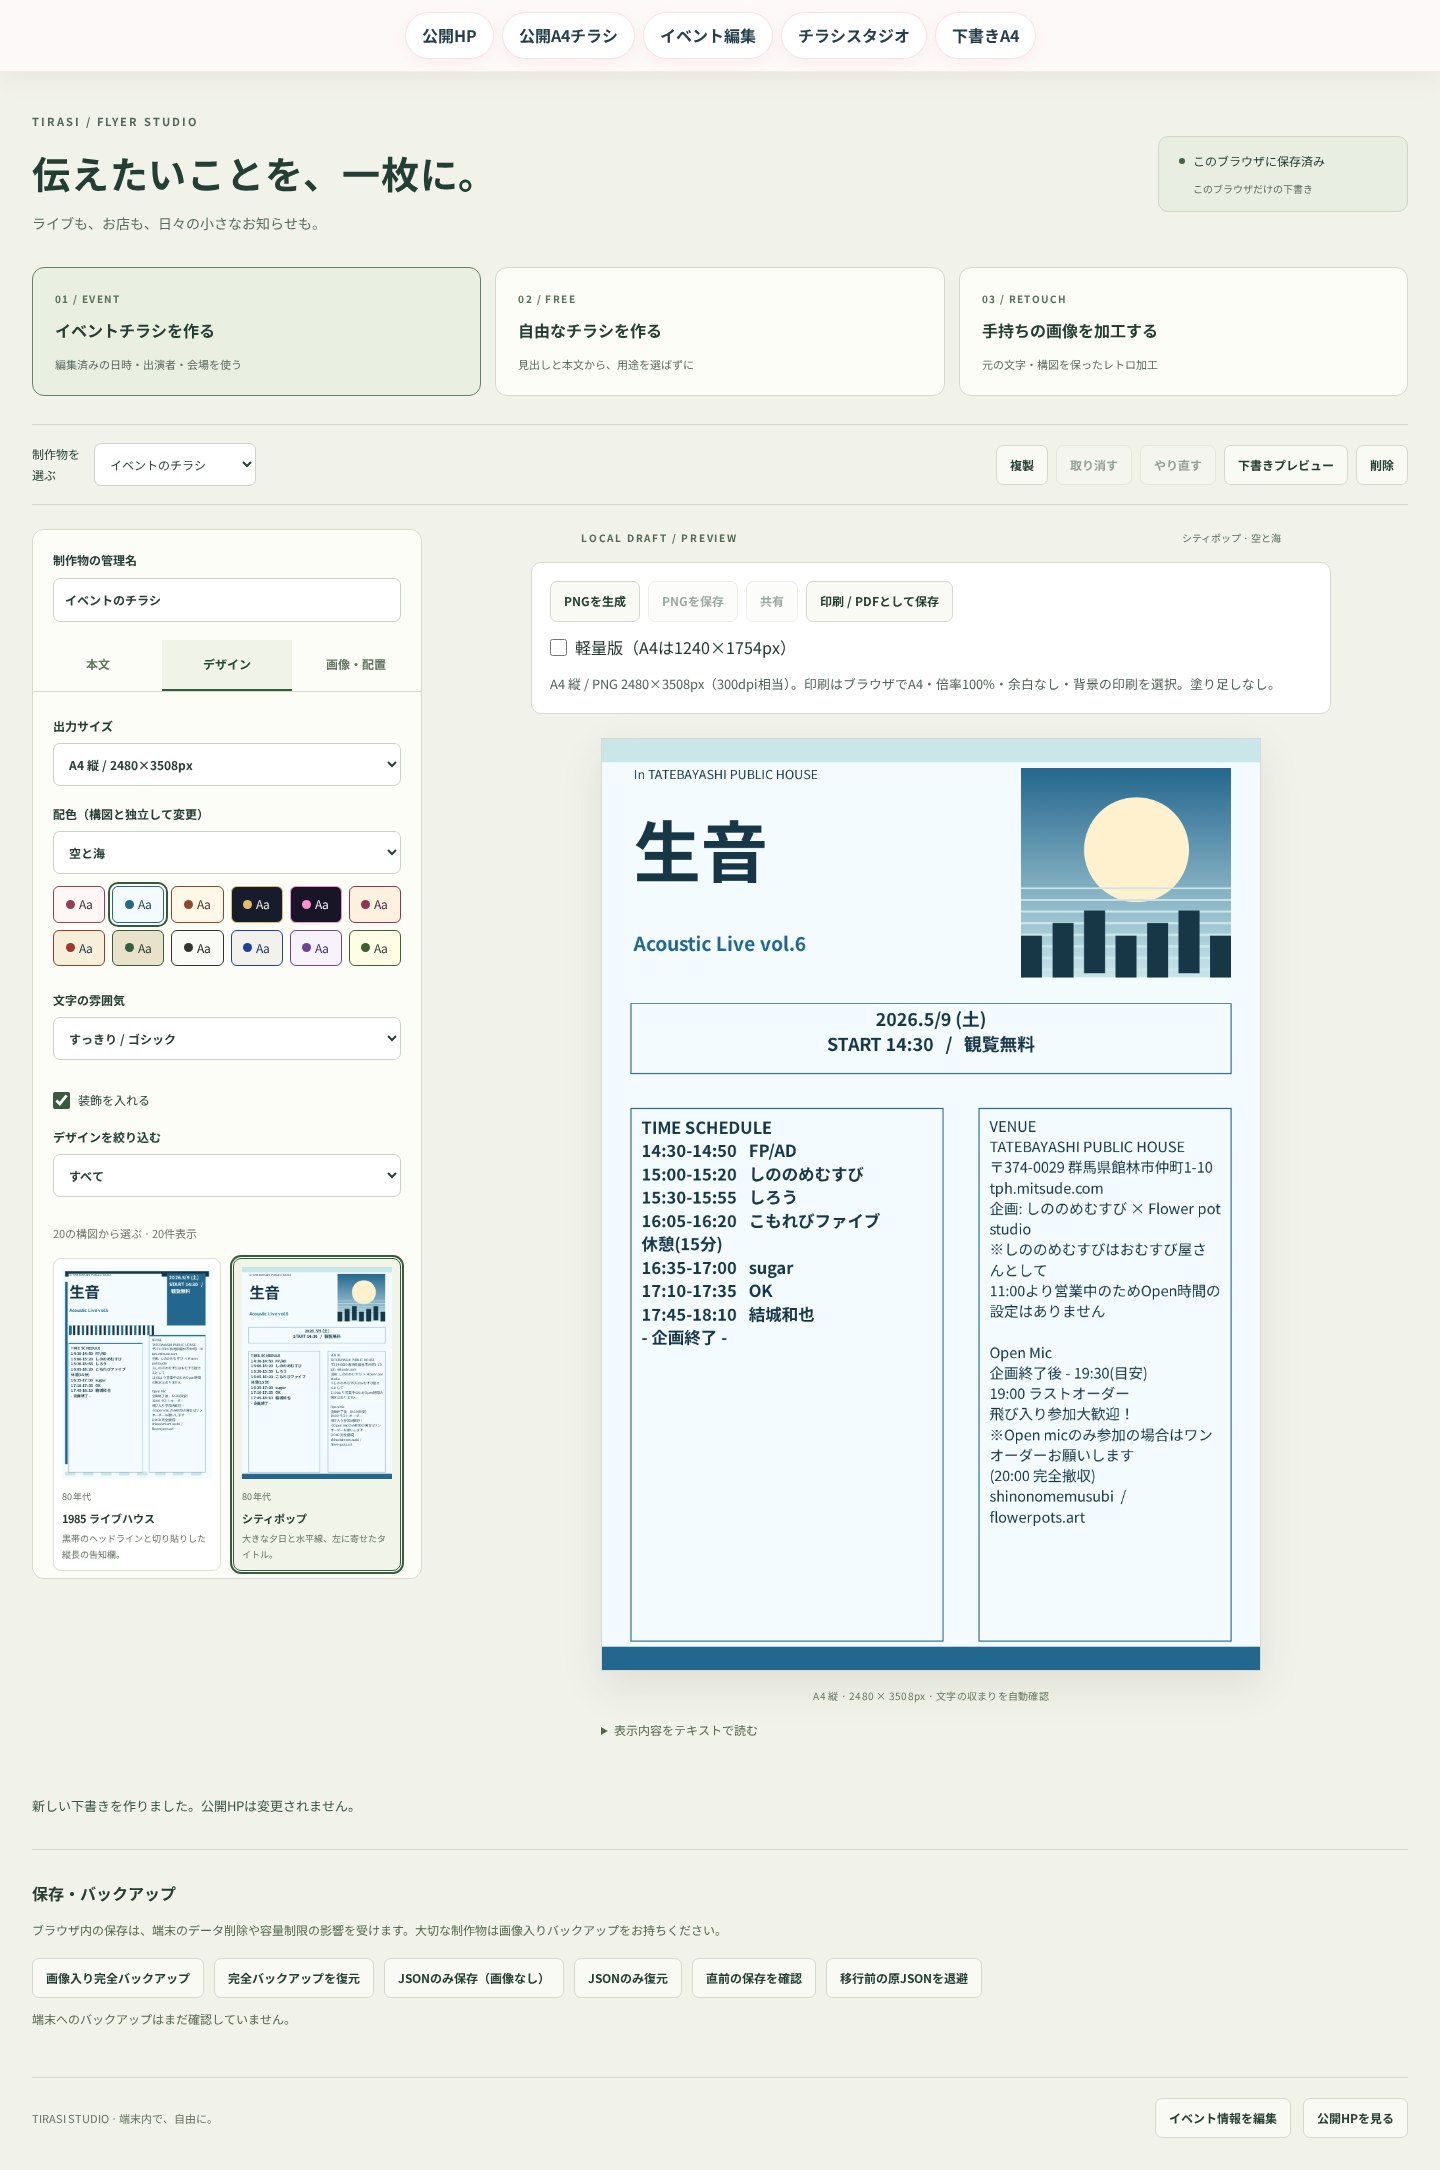 公開HP
公開A4チラシ
イベント編集
チラシスタジオ
下書きA4
TIRASI / FLYER STUDIO
伝えたいことを、一枚に。
ライブも、お店も、日々の小さなお知らせも。
このブラウザに保存済み
このブラウザだけの下書き
01 / EVENT
イベントチラシを作る
編集済みの日時・出演者・会場を使う
02 / FREE
自由なチラシを作る
見出しと本文から、用途を選ばずに
03 / RETOUCH
手持ちの画像を加工する
元の文字・構図を保ったレトロ加工
制作物を
選ぶ
イベントのチラシ
複製
取り消す
やり直す
下書きプレビュー
削除
制作物の管理名
イベントのチラシ
本文
デザイン
画像・配置
出力サイズ
A4 縦 / 2480×3508px
配色（構図と独立して変更）
空と海
Aa
Aa
Aa
Aa
Aa
Aa
Aa
Aa
Aa
Aa
Aa
Aa
文字の雰囲気
すっきり / ゴシック
装飾を入れる
デザインを絞り込む
すべて
20の構図から選ぶ · 20件表示
生音
Acoustic Live vol.6
2026.5/9 (土)
START 14:30 /
観覧無料
80年代
1985 ライブハウス
黒帯のヘッドラインと切り貼りした
縦長の告知欄。
生音
Acoustic Live vol.6
2026.5/9 (土)
START 14:30 / 観覧無料
80年代
シティポップ
大きな夕日と水平線、左に寄せたタ
イトル。
LOCAL DRAFT / PREVIEW
シティポップ · 空と海
PNGを生成
PNGを保存
共有
印刷 / PDFとして保存
軽量版（A4は1240×1754px）
A4 縦 / PNG 2480×3508px（300dpi相当）。印刷はブラウザでA4・倍率100%・余白なし・背景の印刷を選択。塗り足しなし。
In TATEBAYASHI PUBLIC HOUSE
生音
Acoustic Live vol.6
2026.5/9 (土)
START 14:30 / 観覧無料
TIME SCHEDULE
14:30-14:50 FP/AD
15:00-15:20 しののめむすび
15:30-15:55 しろう
16:05-16:20 こもれびファイブ
休憩(15分)
16:35-17:00 sugar
17:10-17:35 OK
17:45-18:10 結城和也
- 企画終了 -
VENUE
TATEBAYASHI PUBLIC HOUSE
〒374-0029 群馬県館林市仲町1-10
tph.mitsude.com
企画: しののめむすび × Flower pot
studio
※しののめむすびはおむすび屋さ
んとして
11:00より営業中のためOpen時間の
設定はありません
Open Mic
企画終了後 - 19:30(目安)
19:00 ラストオーダー
飛び入り参加大歓迎！
※Open micのみ参加の場合はワン
オーダーお願いします
(20:00 完全撤収)
shinonomemusubi /
flowerpots.art
A4 縦 · 2480 × 3508px · 文字の収まりを自動確認
▶ 表示内容をテキストで読む
新しい下書きを作りました。公開HPは変更されません。
保存・バックアップ
ブラウザ内の保存は、端末のデータ削除や容量制限の影響を受けます。大切な制作物は画像入りバックアップをお持ちください。
画像入り完全バックアップ
完全バックアップを復元
JSONのみ保存（画像なし）
JSONのみ復元
直前の保存を確認
移行前の原JSONを退避
端末へのバックアップはまだ確認していません。
TIRASI STUDIO · 端末内で、自由に。
イベント情報を編集
公開HPを見る